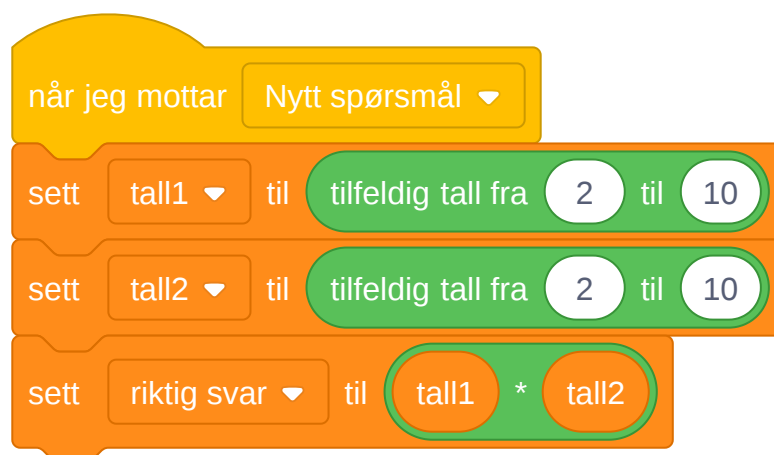 når jeg mottar Nytt spørsmål
sett tall1 til tilfeldig tall fra 2 til 10
sett tall2 til tilfeldig tall fra 2 til 10
sett riktig svar til tall1 * tall2